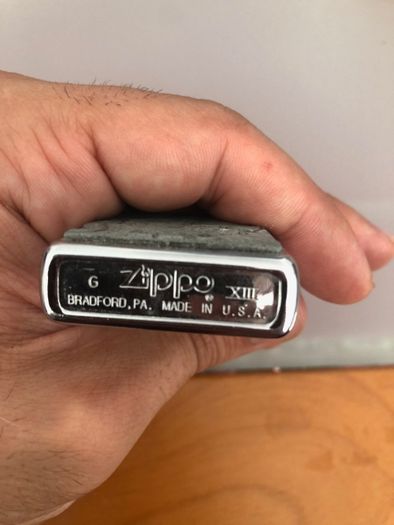 G Zippo ® XIII
BRADFORD, PA. MADE IN U.S.A.